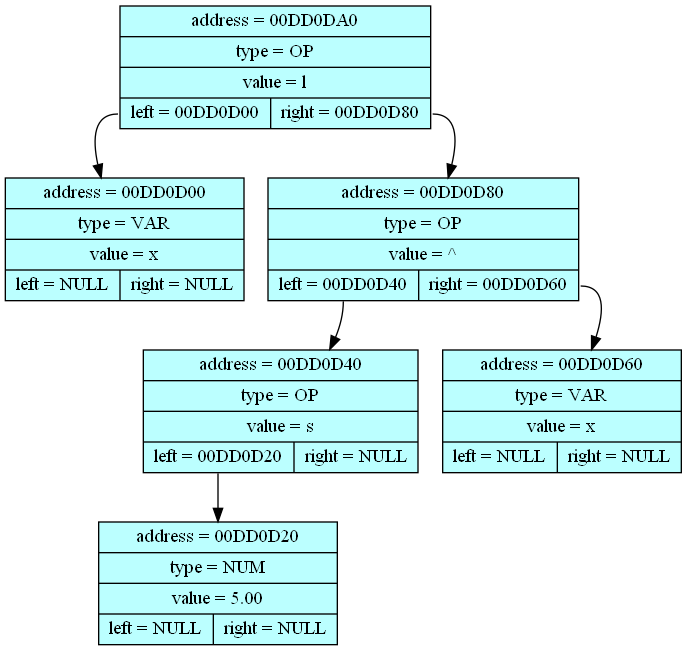 address = 00DD0DA0
type = OP
value = l
left = 00DD0D00 right = 00DD0D80
address = 00DD0D00
type = VAR
value = x
left = NULL right = NULL
address = 00DD0D80
type = OP
value = ^
left = 00DD0D40 right = 00DD0D60
address = 00DD0D40
type = OP
value = s
left = 00DD0D20 right = NULL
address = 00DD0D60
type = VAR
value = x
left = NULL right = NULL
address = 00DD0D20
type = NUM
value = 5.00
left = NULL right = NULL